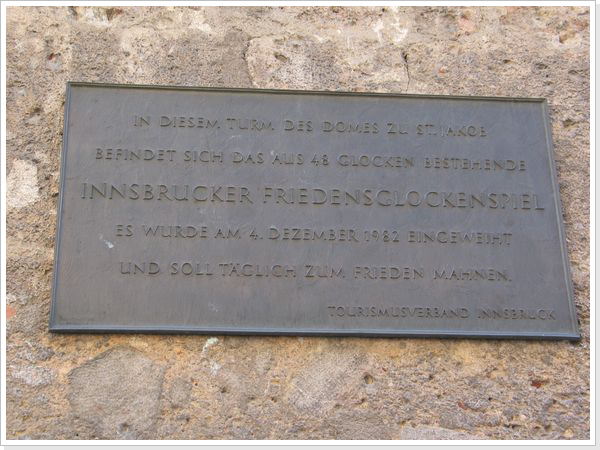 IN DIESEM TURM DES DOMES ZU ST. JAKOB
BEFINDET SICH DAS AUS 48 GLOCKEN BESTEHENDE
INNSBRUCKER FRIEDENSGLOCKENSPIEL
ES WURDE AM 4. DEZEMBER 1982 EINGEWEIHT
UND SOLL TÄGLICH ZUM FRIEDEN MAHNEN.
TOURISMUSVERBAND INNSBRUCK